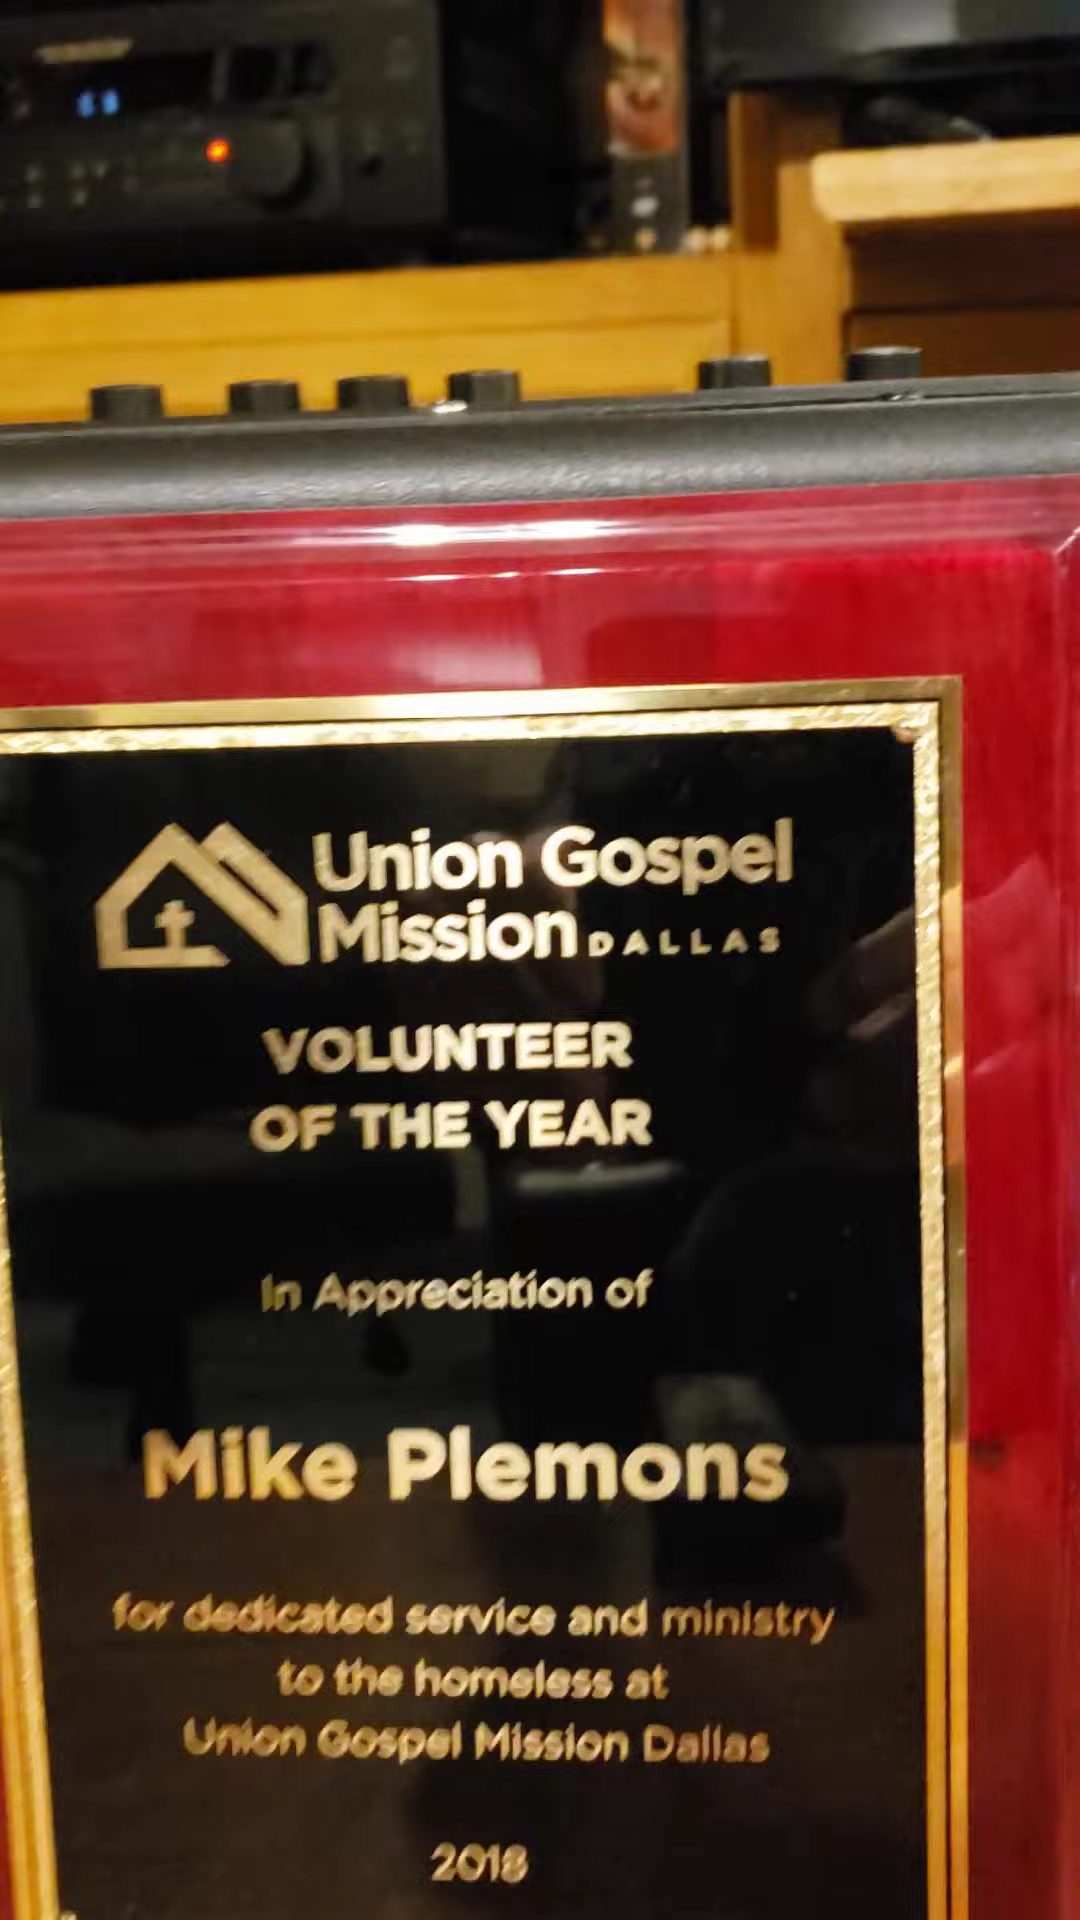 Union Gospel
Mission DALLAS
VOLUNTEER
OF THE YEAR
In Appreciation of
Mike Plemons
for dedicated service and ministry
to the homeless at
Union Gospel Mission Dallas
2018